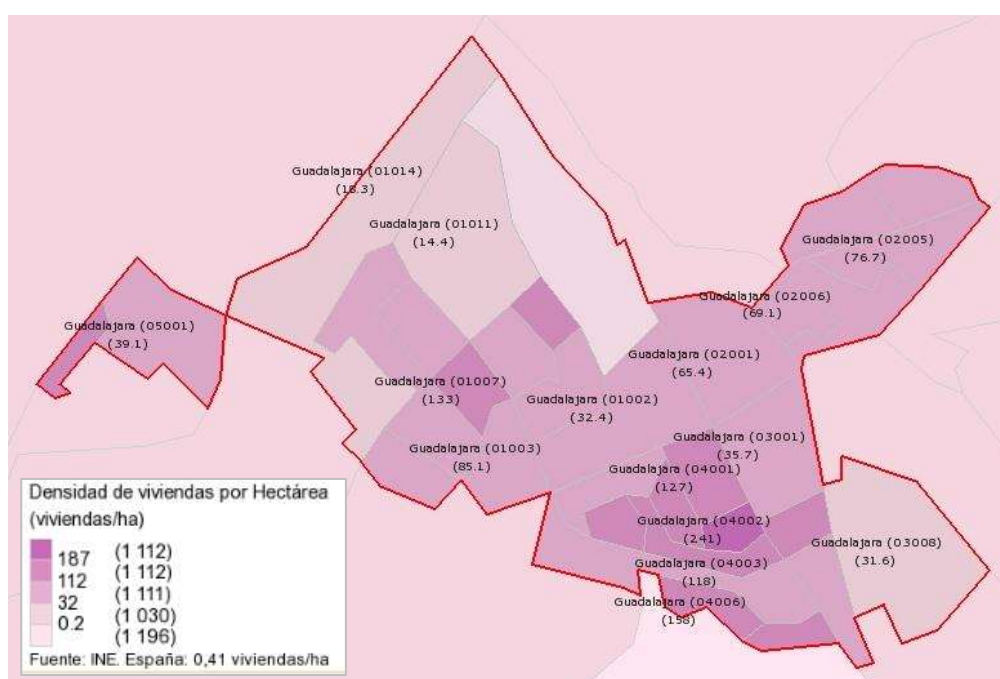 Guadalajara (01014)
(18.3)
Guadalajara (01011)
(14.4)
Guadalajara (02005)
(76.7)
Guadalajara (02006)
(69.1)
Guadalajara (05001)
(39.1)
Guadalajara (02001)
(65.4)
Guadalajara (01007)
(133)
Guadalajara (01002)
(32.4)
Guadalajara (03001)
(35.7)
Guadalajara (01003)
(85.1)
Guadalajara (04001)
(127)
Guadalajara (04002)
(241)
Guadalajara (03008)
(31.6)
Guadalajara (04003)
(118)
Guadalajara (04006)
(158)
Densidad de viviendas por Hectárea
(viviendas/ha)
(1 112)
187
(1 112)
112
(1 111)
32
(1 030)
0.2
(1 196)
Fuente: INE. España: 0,41 viviendas/ha